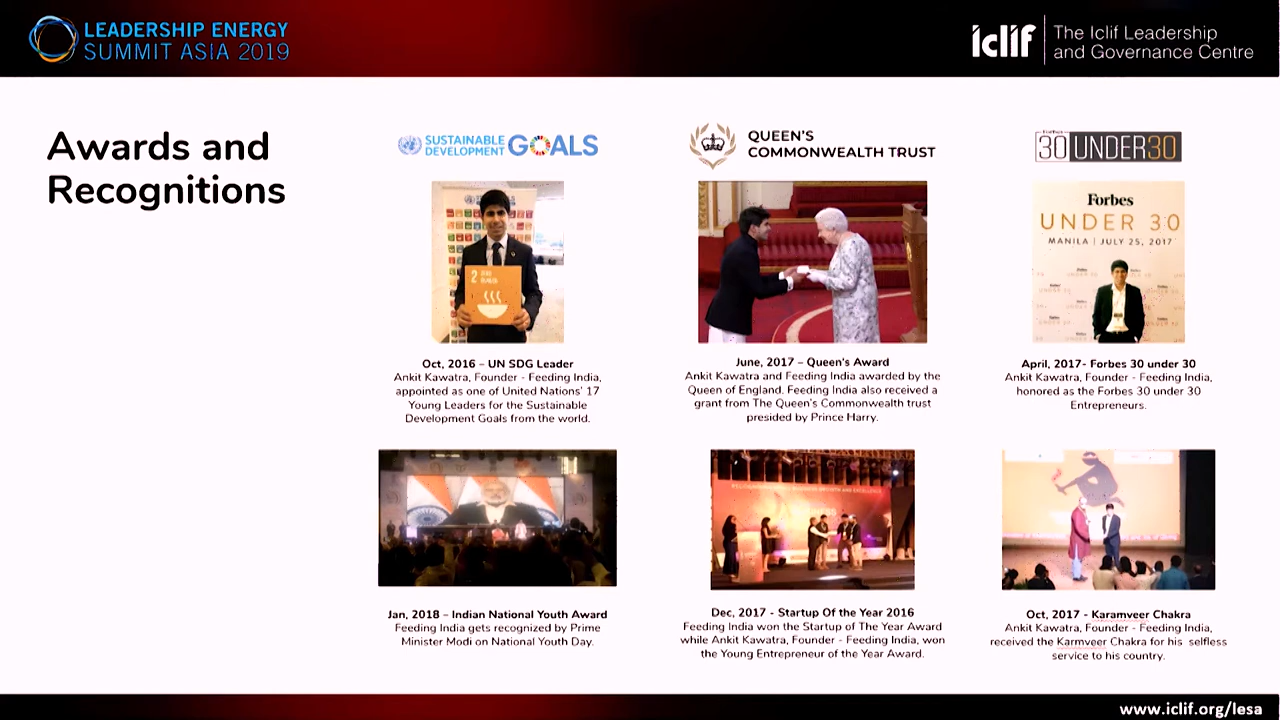 LEADERSHIP ENERGY
SUMMIT ASIA 2019
iclif
The Iclif Leadership
and Governance Centre
Awards and
Recognitions
SUSTAINABLE
DEVELOPMENT
GOALS
QUEEN'S
COMMONWEALTH TRUST
Forbes
30 UNDER 30
2
Forbes
UNDER 30
MANILA | JULY 25, 2017
Oct, 2016 – UN SDG Leader
Ankit Kawatra, Founder - Feeding India,
appointed as one of United Nations' 17
Young Leaders for the Sustainable
Development Goals from the world.
June, 2017 – Queen's Award
Ankit Kawatra and Feeding India awarded by the
Queen of England. Feeding India also received a
grant from The Queen's Commonwealth trust
presided by Prince Harry.
April, 2017- Forbes 30 under 30
Ankit Kawatra, Founder - Feeding India,
honored as the Forbes 30 under 30
Entrepreneurs.
Jan, 2018 – Indian National Youth Award
Feeding India gets recognized by Prime
Minister Modi on National Youth Day.
Dec, 2017 - Startup Of the Year 2016
Feeding India won the Startup of The Year Award
while Ankit Kawatra, Founder - Feeding India, won
the Young Entrepreneur of the Year Award.
Oct, 2017 - Karamveer Chakra
Ankit Kawatra, Founder - Feeding India,
received the Karmveer Chakra for his selfless
service to his country.
www.iclif.org/lesa